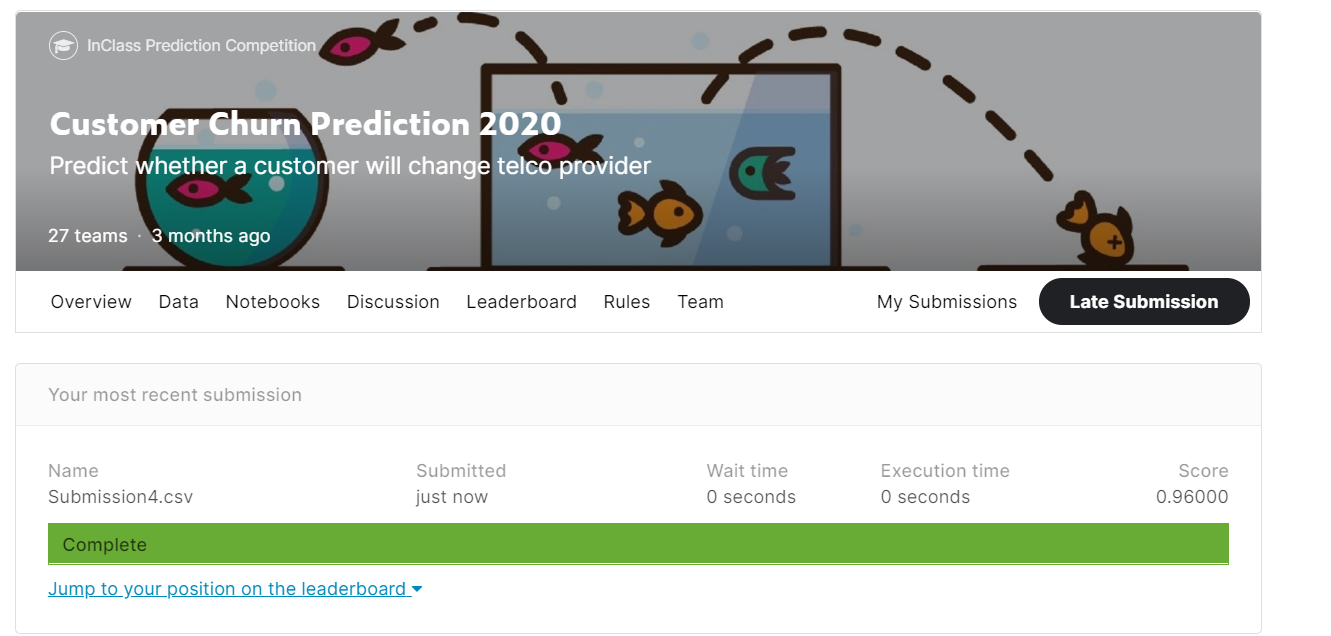 InClass Prediction Competition
Customer Churn Prediction 2020
Predict whether a customer will change telco provider
27 teams · 3 months ago
Overview Data Notebooks Discussion Leaderboard Rules Team My Submissions Late Submission
Your most recent submission
Name Submitted Wait time Execution time Score
Submission4.csv just now 0 seconds 0 seconds 0.96000
Complete
Jump to your position on the leaderboard